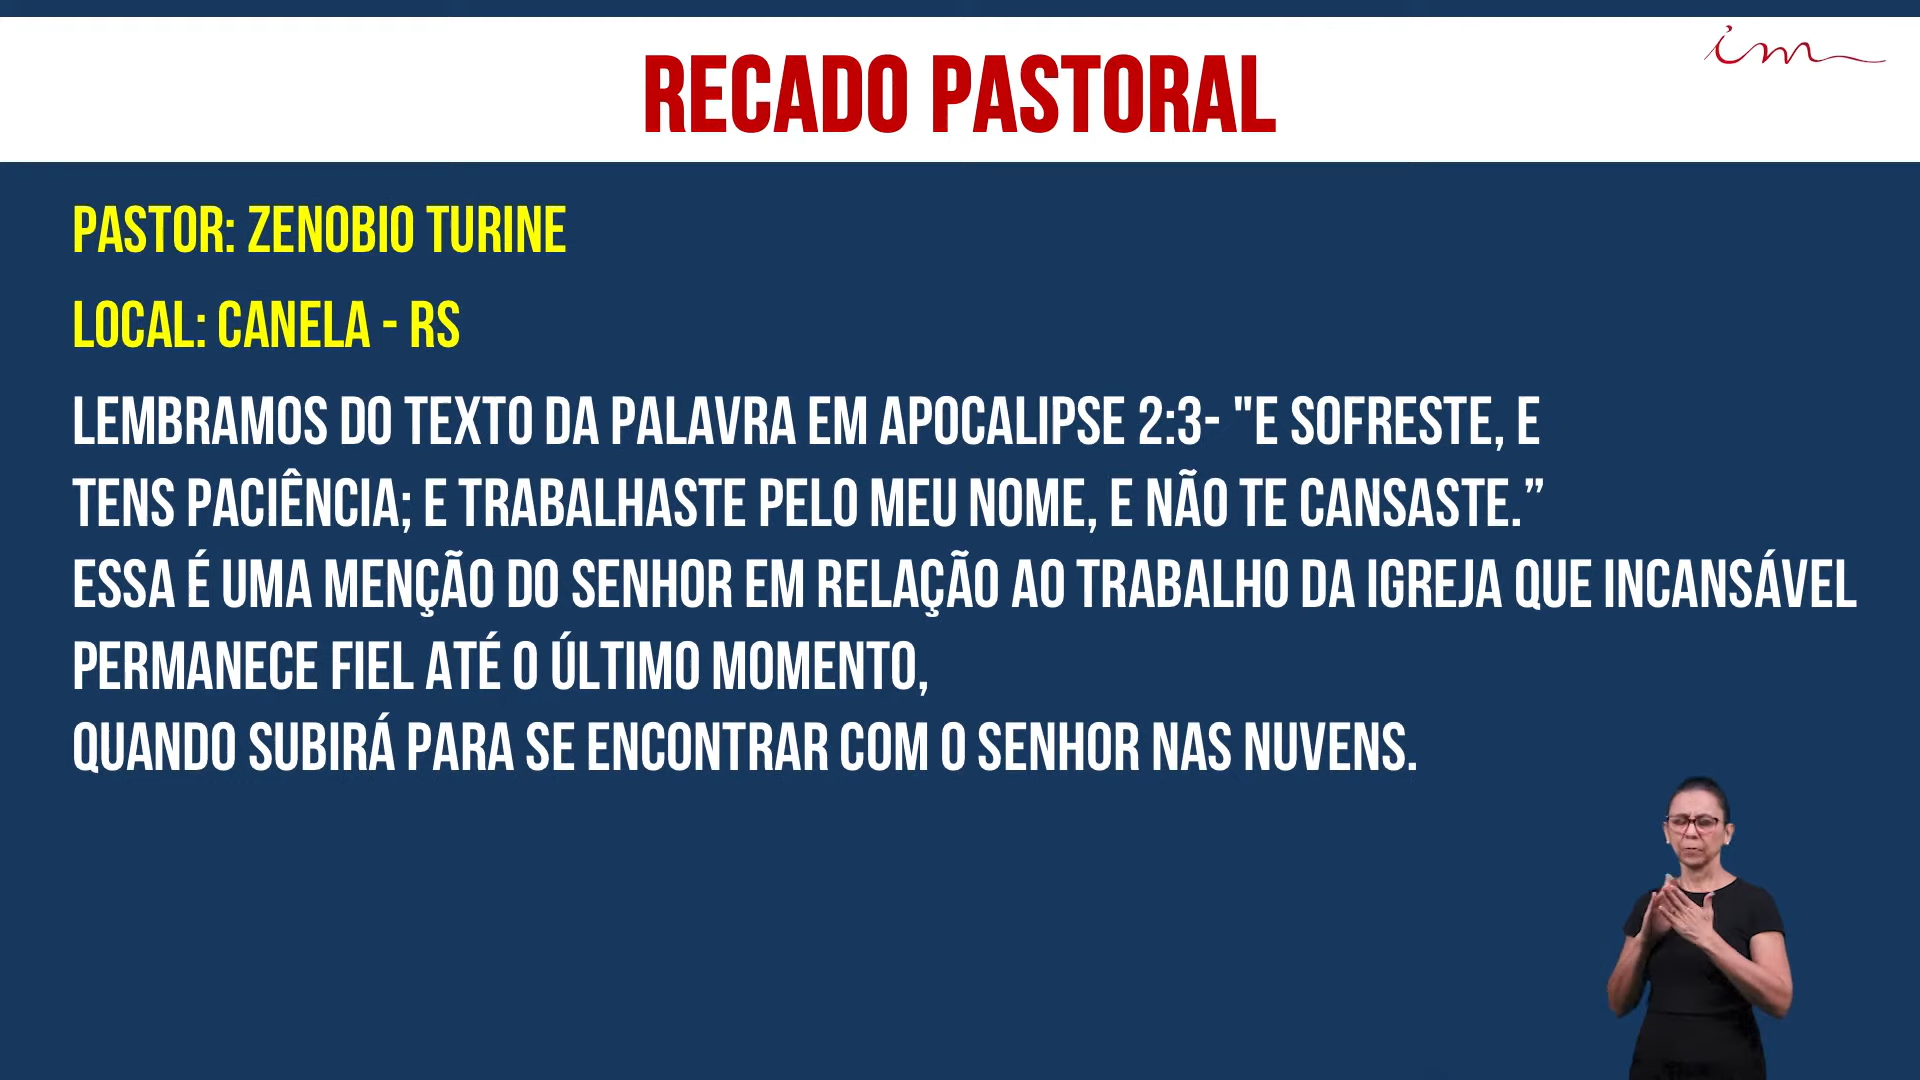 im
RECADO PASTORAL
PASTOR: ZENOBIO TURINE
LOCAL: CANELA - RS
LEMBRAMOS DO TEXTO DA PALAVRA EM APOCALIPSE 2:3- "E SOFRESTE, E
TENS PACIÊNCIA; E TRABALHASTE PELO MEU NOME, E NÃO TE CANSASTE.”
ESSA É UMA MENÇÃO DO SENHOR EM RELAÇÃO AO TRABALHO DA IGREJA QUE INCANSÁVEL
PERMANECE FIEL ATÉ O ÚLTIMO MOMENTO,
QUANDO SUBIRÁ PARA SE ENCONTRAR COM O SENHOR NAS NUVENS.